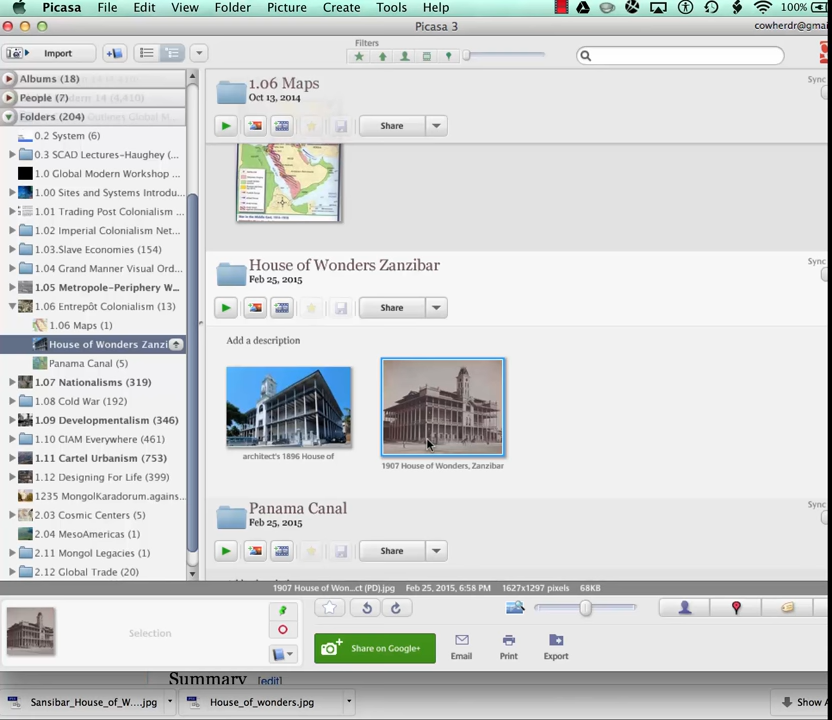 Picasa File Edit View Folder Picture Create Tools Help 100%
Picasa 3
cowherdr@gmai
Import
Filters
Albums (18)
People (7)
Folders (204)
0.2 System (6)
0.3 SCAD Lectures-Haughey (...
1.0 Global Modern Workshop ...
1.00 Sites and Systems Introdu...
1.01 Trading Post Colonialism ...
1.02 Imperial Colonialism Net...
1.03.Slave Economies (154)
1.04 Grand Manner Visual Ord...
1.05 Metropole-Periphery W...
1.06 Entrepôt Colonialism (13)
1.06 Maps (1)
House of Wonders Zanzi
Panama Canal (5)
1.07 Nationalisms (319)
1.08 Cold War (192)
1.09 Developmentalism (346)
1.10 CIAM Everywhere (461)
1.11 Cartel Urbanism (753)
1.12 Designing For Life (399)
1235 MongolKaradorum.agains...
2.03 Cosmic Centers (5)
2.04 MesoAmericas (1)
2.11 Mongol Legacies (1)
2.12 Global Trade (20)
1.06 Maps
Oct 13, 2014
Sync
Share
House of Wonders Zanzibar
Feb 25, 2015
Sync
Share
Add a description
architect's 1896 House of
1907 House of Wonders, Zanzibar
Panama Canal
Feb 25, 2015
Sync
Share
1907 House of Won...ct (PD).jpg Feb 25, 2015, 6:58 PM 1627x1297 pixels 68KB
Selection
Share on Google+
Email
Print
Export
Summary [edit]
Sansibar_House_of_W....jpg
House_of_wonders.jpg
Show A